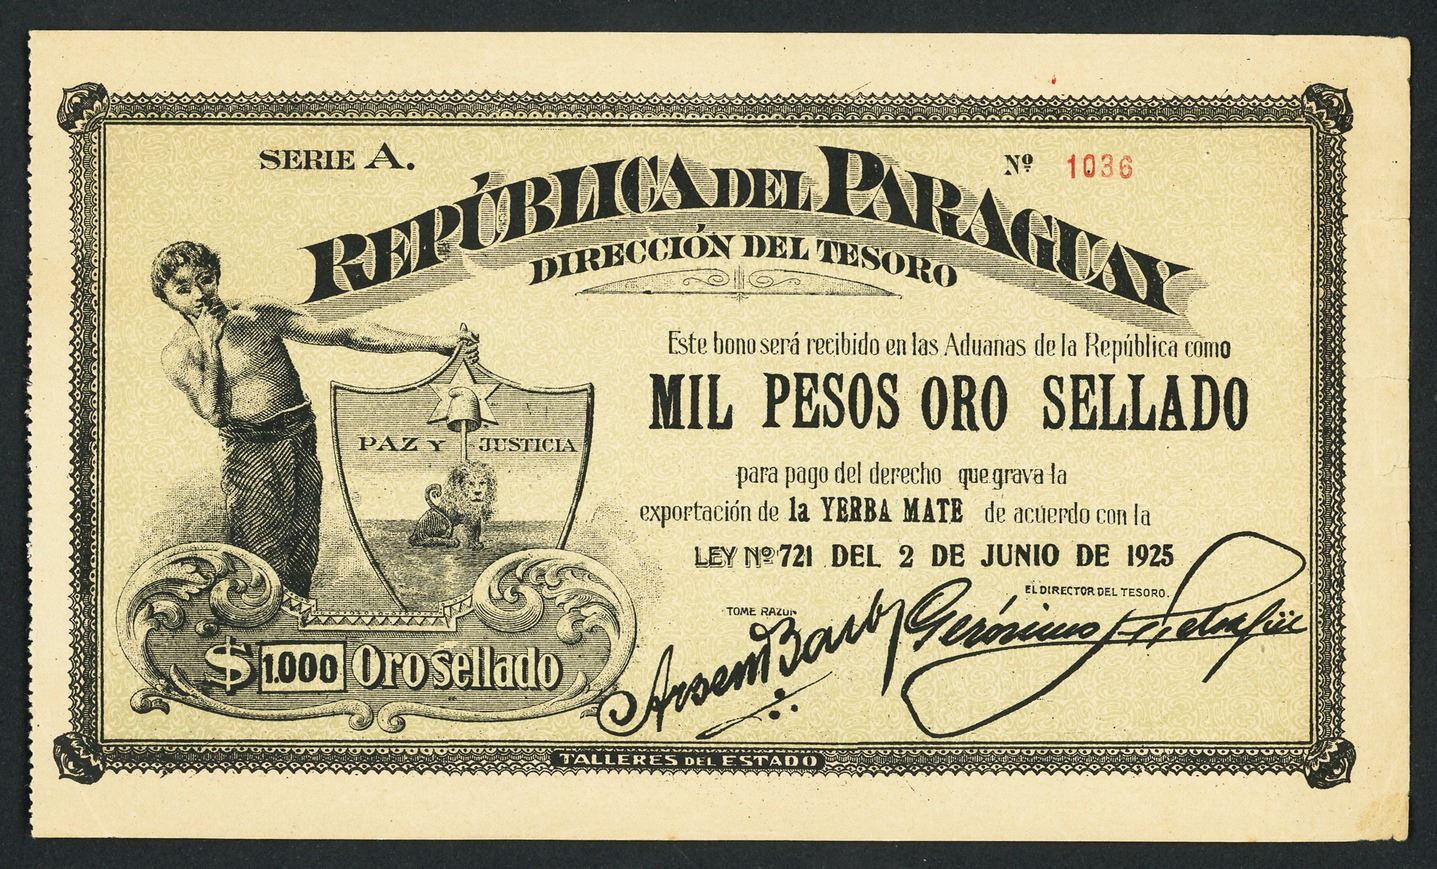 SERIE A.
Nº 1036
REPÚBLICA DEL PARAGUAY
DIRECCIÓN DEL TESORO
Este bono será recibido en las Aduanas de la República como
MIL PESOS ORO SELLADO
PAZ Y JUSTICIA
para pago del derecho que grava la
exportación de la YERBA MATE de acuerdo con la
LEY Nº 721 DEL 2 DE JUNIO DE 1925
EL DIRECTOR DEL TESORO.
TOME RAZON
$ 1.000 Oro sellado
TALLERES DEL ESTADO